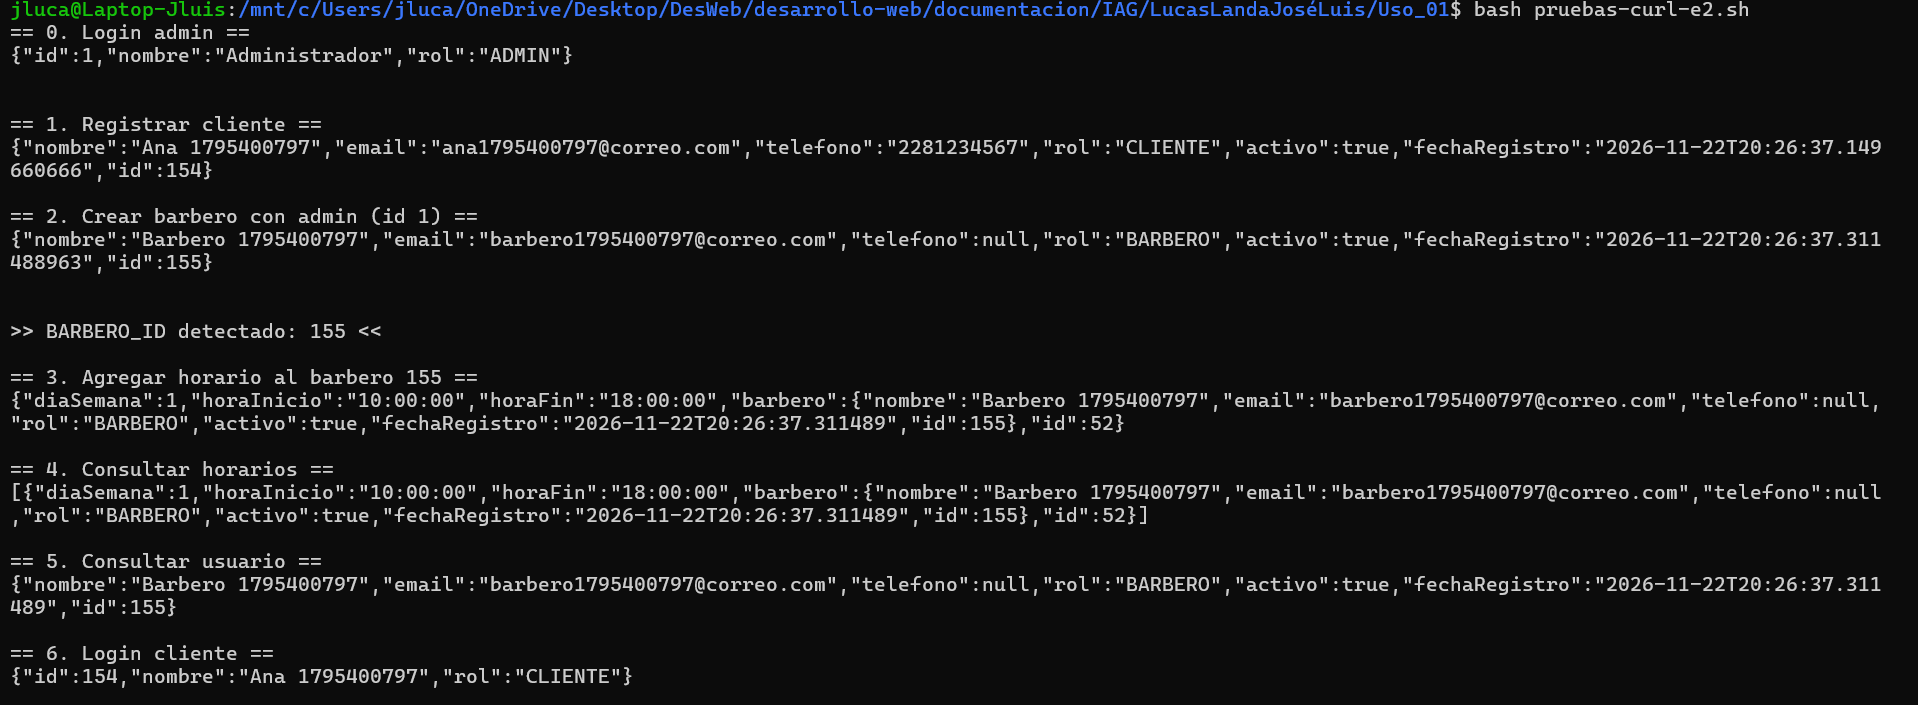 jluca@Laptop-Jluis:/mnt/c/Users/jluca/OneDrive/Desktop/DesWeb/desarrollo-web/documentacion/IAG/LucasLandaJoséLuis/Uso_01$ bash pruebas-curl-e2.sh
== 0. Login admin ==
{"id":1,"nombre":"Administrador","rol":"ADMIN"}
== 1. Registrar cliente ==
{"nombre":"Ana 1795400797","email":"ana1795400797@correo.com","telefono":"2281234567","rol":"CLIENTE","activo":true,"fechaRegistro":"2026-11-22T20:26:37.149
660666","id":154}
== 2. Crear barbero con admin (id 1) ==
{"nombre":"Barbero 1795400797","email":"barbero1795400797@correo.com","telefono":null,"rol":"BARBERO","activo":true,"fechaRegistro":"2026-11-22T20:26:37.311
488963","id":155}
>> BARBERO_ID detectado: 155 <<
== 3. Agregar horario al barbero 155 ==
{"diaSemana":1,"horaInicio":"10:00:00","horaFin":"18:00:00","barbero":{"nombre":"Barbero 1795400797","email":"barbero1795400797@correo.com","telefono":null,
"rol":"BARBERO","activo":true,"fechaRegistro":"2026-11-22T20:26:37.311489","id":155},"id":52}
== 4. Consultar horarios ==
[{"diaSemana":1,"horaInicio":"10:00:00","horaFin":"18:00:00","barbero":{"nombre":"Barbero 1795400797","email":"barbero1795400797@correo.com","telefono":null
,"rol":"BARBERO","activo":true,"fechaRegistro":"2026-11-22T20:26:37.311489","id":155},"id":52}]
== 5. Consultar usuario ==
{"nombre":"Barbero 1795400797","email":"barbero1795400797@correo.com","telefono":null,"rol":"BARBERO","activo":true,"fechaRegistro":"2026-11-22T20:26:37.311
489","id":155}
== 6. Login cliente ==
{"id":154,"nombre":"Ana 1795400797","rol":"CLIENTE"}